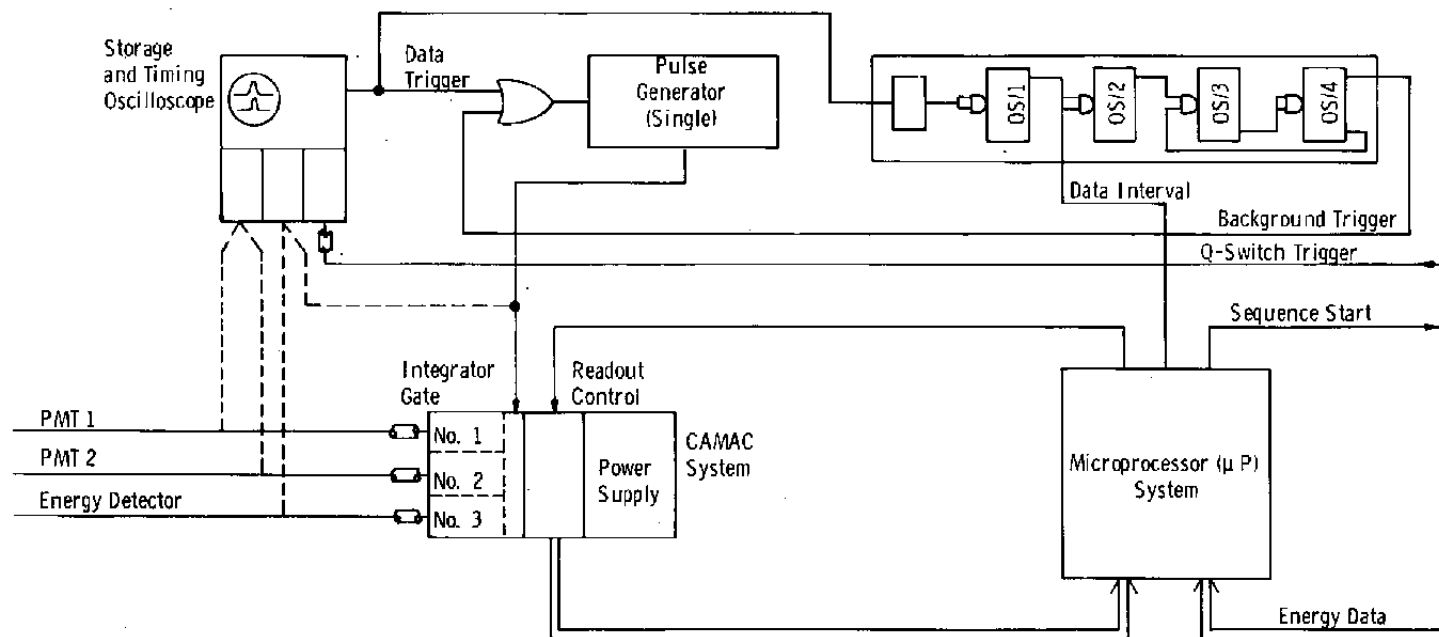 Storage
and Timing
Oscilloscope
Data
Trigger
Pulse
Generator
(Single)
OS/1
OS/2
OS/3
OS/4
Data Interval
Background Trigger
Q-Switch Trigger
Sequence Start
Integrator
Gate
Readout
Control
PMT 1
PMT 2
Energy Detector
No. 1
No. 2
No. 3
Power
Supply
CAMAC
System
Microprocessor (μ P)
System
Energy Data